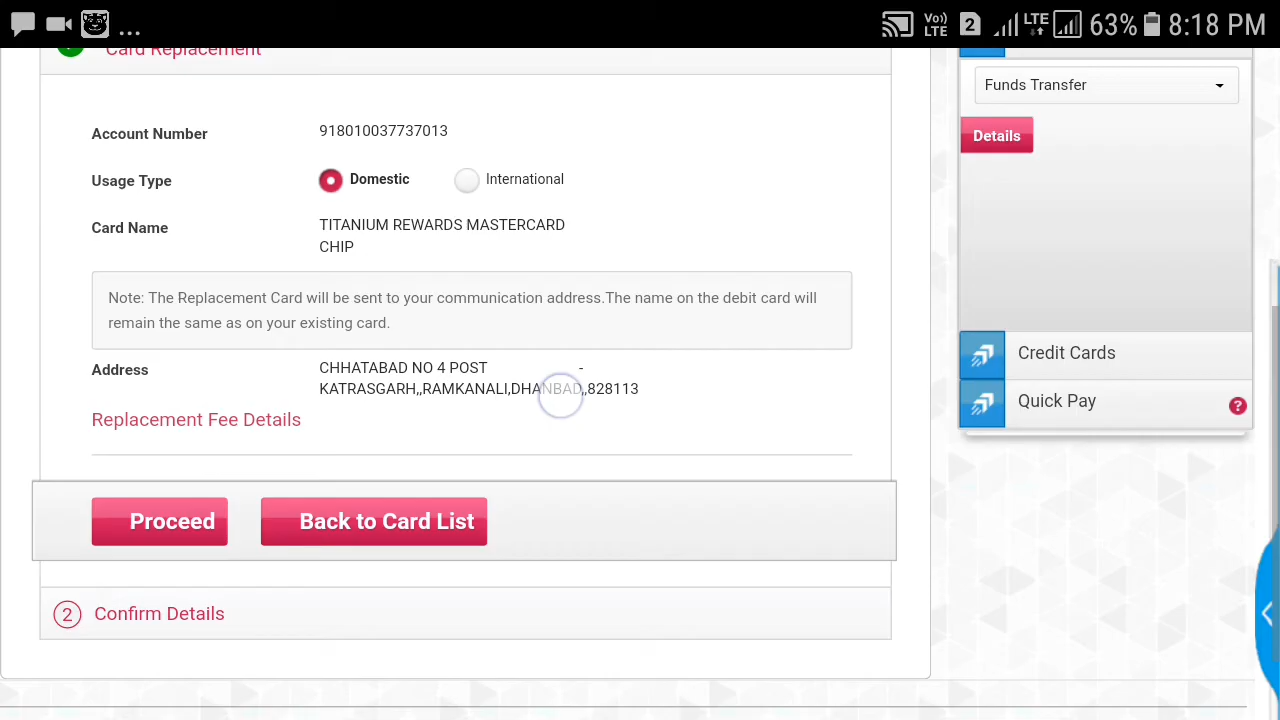 ... Vo)) LTE 2 LTE 63% 8:18 PM
Card Replacement
Account Number 918010037737013
Usage Type Domestic International
Card Name TITANIUM REWARDS MASTERCARD
CHIP
Note: The Replacement Card will be sent to your communication address.The name on the debit card will
remain the same as on your existing card.
Address CHHATABAD NO 4 POST -
KATRASGARH,,RAMKANALI,DHANBAD,,828113
Replacement Fee Details
Proceed Back to Card List
2 Confirm Details
Funds Transfer
Details
Credit Cards
Quick Pay ?